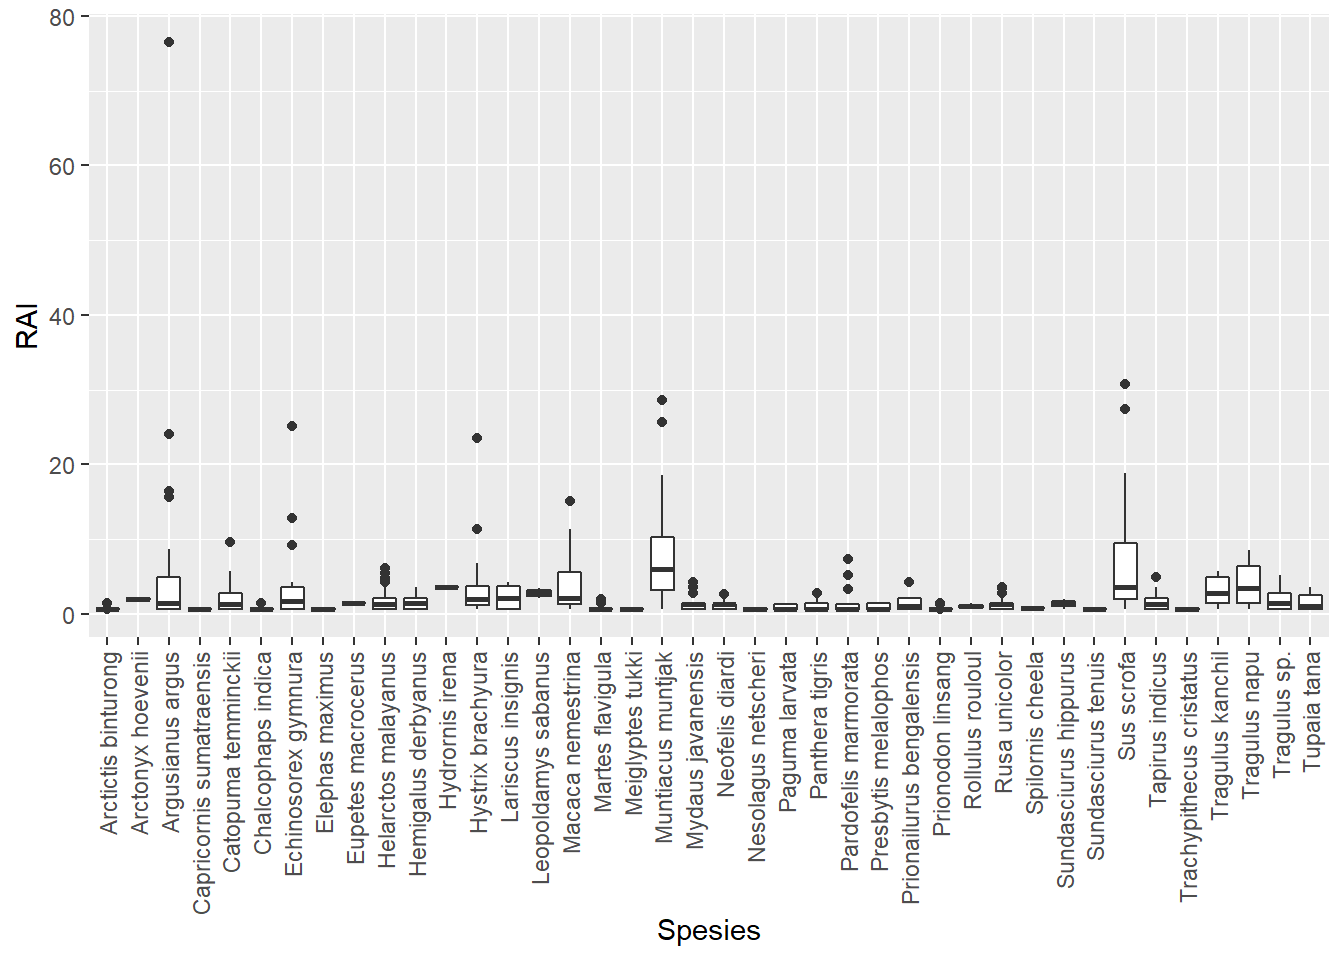 80
60
40
20
0
RAI
Arctictis binturong
Arctonyx hoevenii
Argusianus argus
Capricornis sumatraensis
Catopuma temminckii
Chalcophaps indica
Echinosorex gymnura
Elephas maximus
Eupetes macrocerus
Helarctos malayanus
Hemigalus derbyanus
Hydrornis irena
Hystrix brachyura
Lariscus insignis
Leopoldamys sabanus
Macaca nemestrina
Martes flavigula
Meiglyptes tukki
Muntiacus muntjak
Mydaus javanensis
Neofelis diardi
Nesolagus netscheri
Paguma larvata
Panthera tigris
Pardofelis marmorata
Presbytis melalophos
Prionailurus bengalensis
Prionodon linsang
Rollulus rouloul
Rusa unicolor
Spilornis cheela
Sundasciurus hippurus
Sundasciurus tenuis
Sus scrofa
Tapirus indicus
Trachypithecus cristatus
Tragulus kanchil
Tragulus napu
Tragulus sp.
Tupaia tana
Spesies